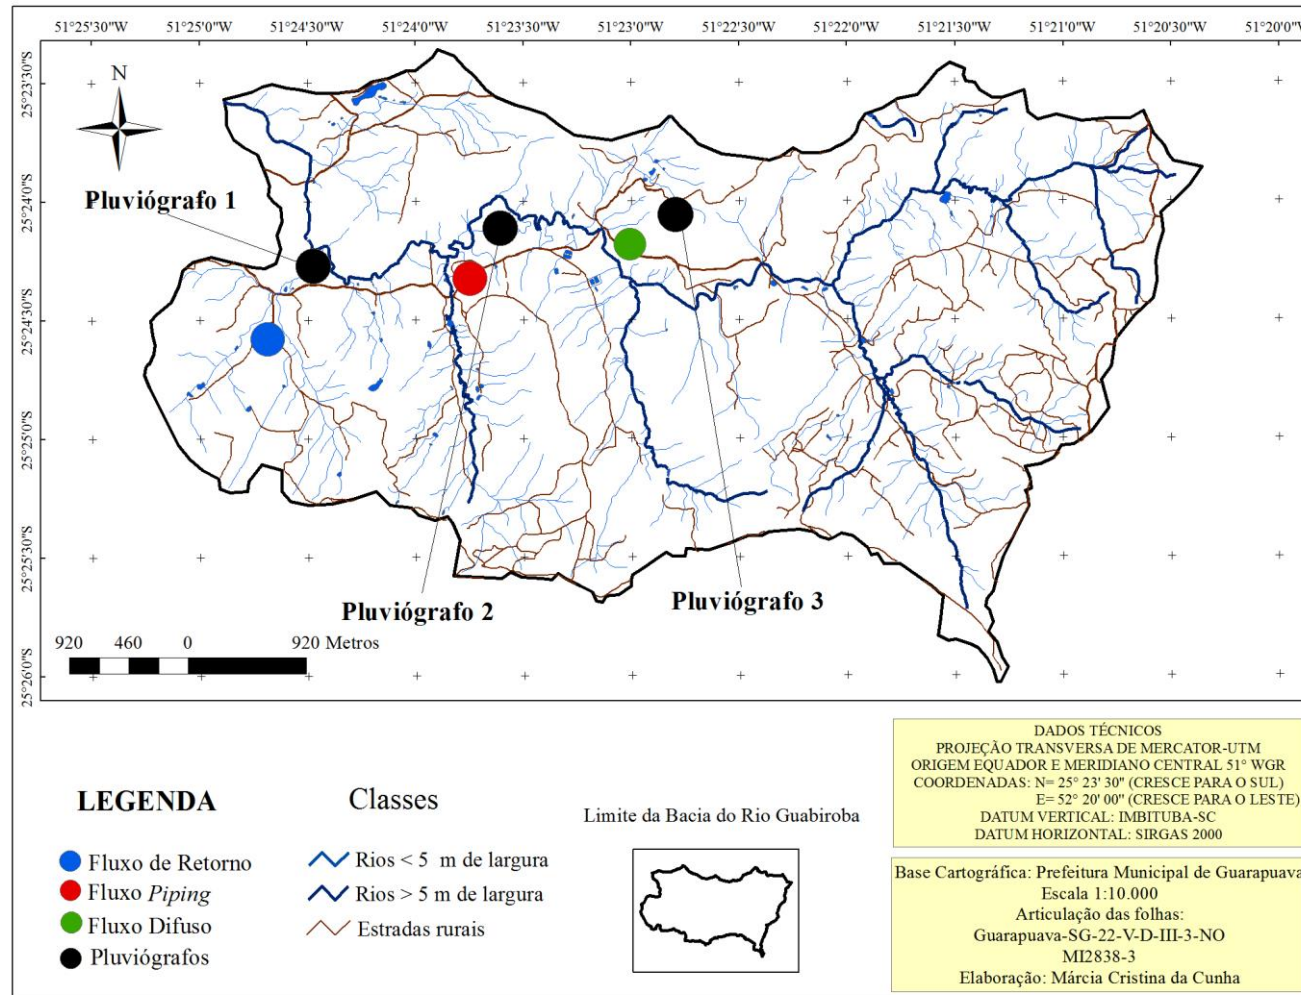 51°25'30"W 51°25'0"W 51°24'30"W 51°24'0"W 51°23'30"W 51°23'0"W 51°22'30"W 51°22'0"W 51°21'30"W 51°21'0"W 51°20'30"W 51°20'0"W
25°23'30"S
25°24'0"S
25°24'30"S
25°25'0"S
25°25'30"S
25°26'0"S
N
Pluviógrafo 1
Pluviógrafo 2
Pluviógrafo 3
920 460 0 920 Metros
LEGENDA
Fluxo de Retorno
Fluxo Piping
Fluxo Difuso
Pluviógrafos
Classes
Rios < 5 m de largura
Rios > 5 m de largura
Estradas rurais
Limite da Bacia do Rio Guabiroba
DADOS TÉCNICOS
PROJEÇÃO TRANSVERSA DE MERCATOR-UTM
ORIGEM EQUADOR E MERIDIANO CENTRAL 51° WGR
COORDENADAS: N= 25° 23' 30" (CRESCE PARA O SUL)
E= 52° 20' 00" (CRESCE PARA O LESTE)
DATUM VERTICAL: IMBITUBA-SC
DATUM HORIZONTAL: SIRGAS 2000
Base Cartográfica: Prefeitura Municipal de Guarapuava
Escala 1:10.000
Articulação das folhas:
Guarapuava-SG-22-V-D-III-3-NO
MI2838-3
Elaboração: Márcia Cristina da Cunha